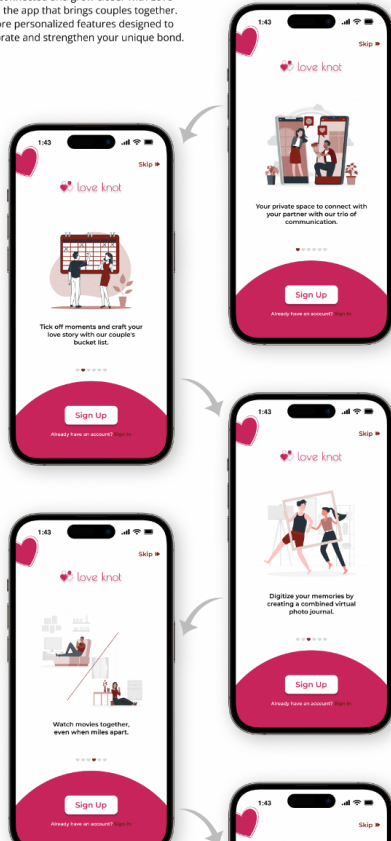 the app that brings couples together.
ore personalized features designed to
orate and strengthen your unique bond.
1:43
Skip
love knot
Your private space to connect with
your partner with our trio of
communication.
Sign Up
Already have an account? Sign In
1:43
Skip
love knot
Tick off moments and craft your
love story with our couple's
bucket list.
Sign Up
Already have an account? Sign In
1:43
Skip
love knot
Digitize your memories by
creating a combined virtual
photo journal.
Sign Up
Already have an account? Sign In
1:43
Skip
love knot
Watch movies together,
even when miles apart.
Sign Up
Already have an account? Sign In
1:43
Skip